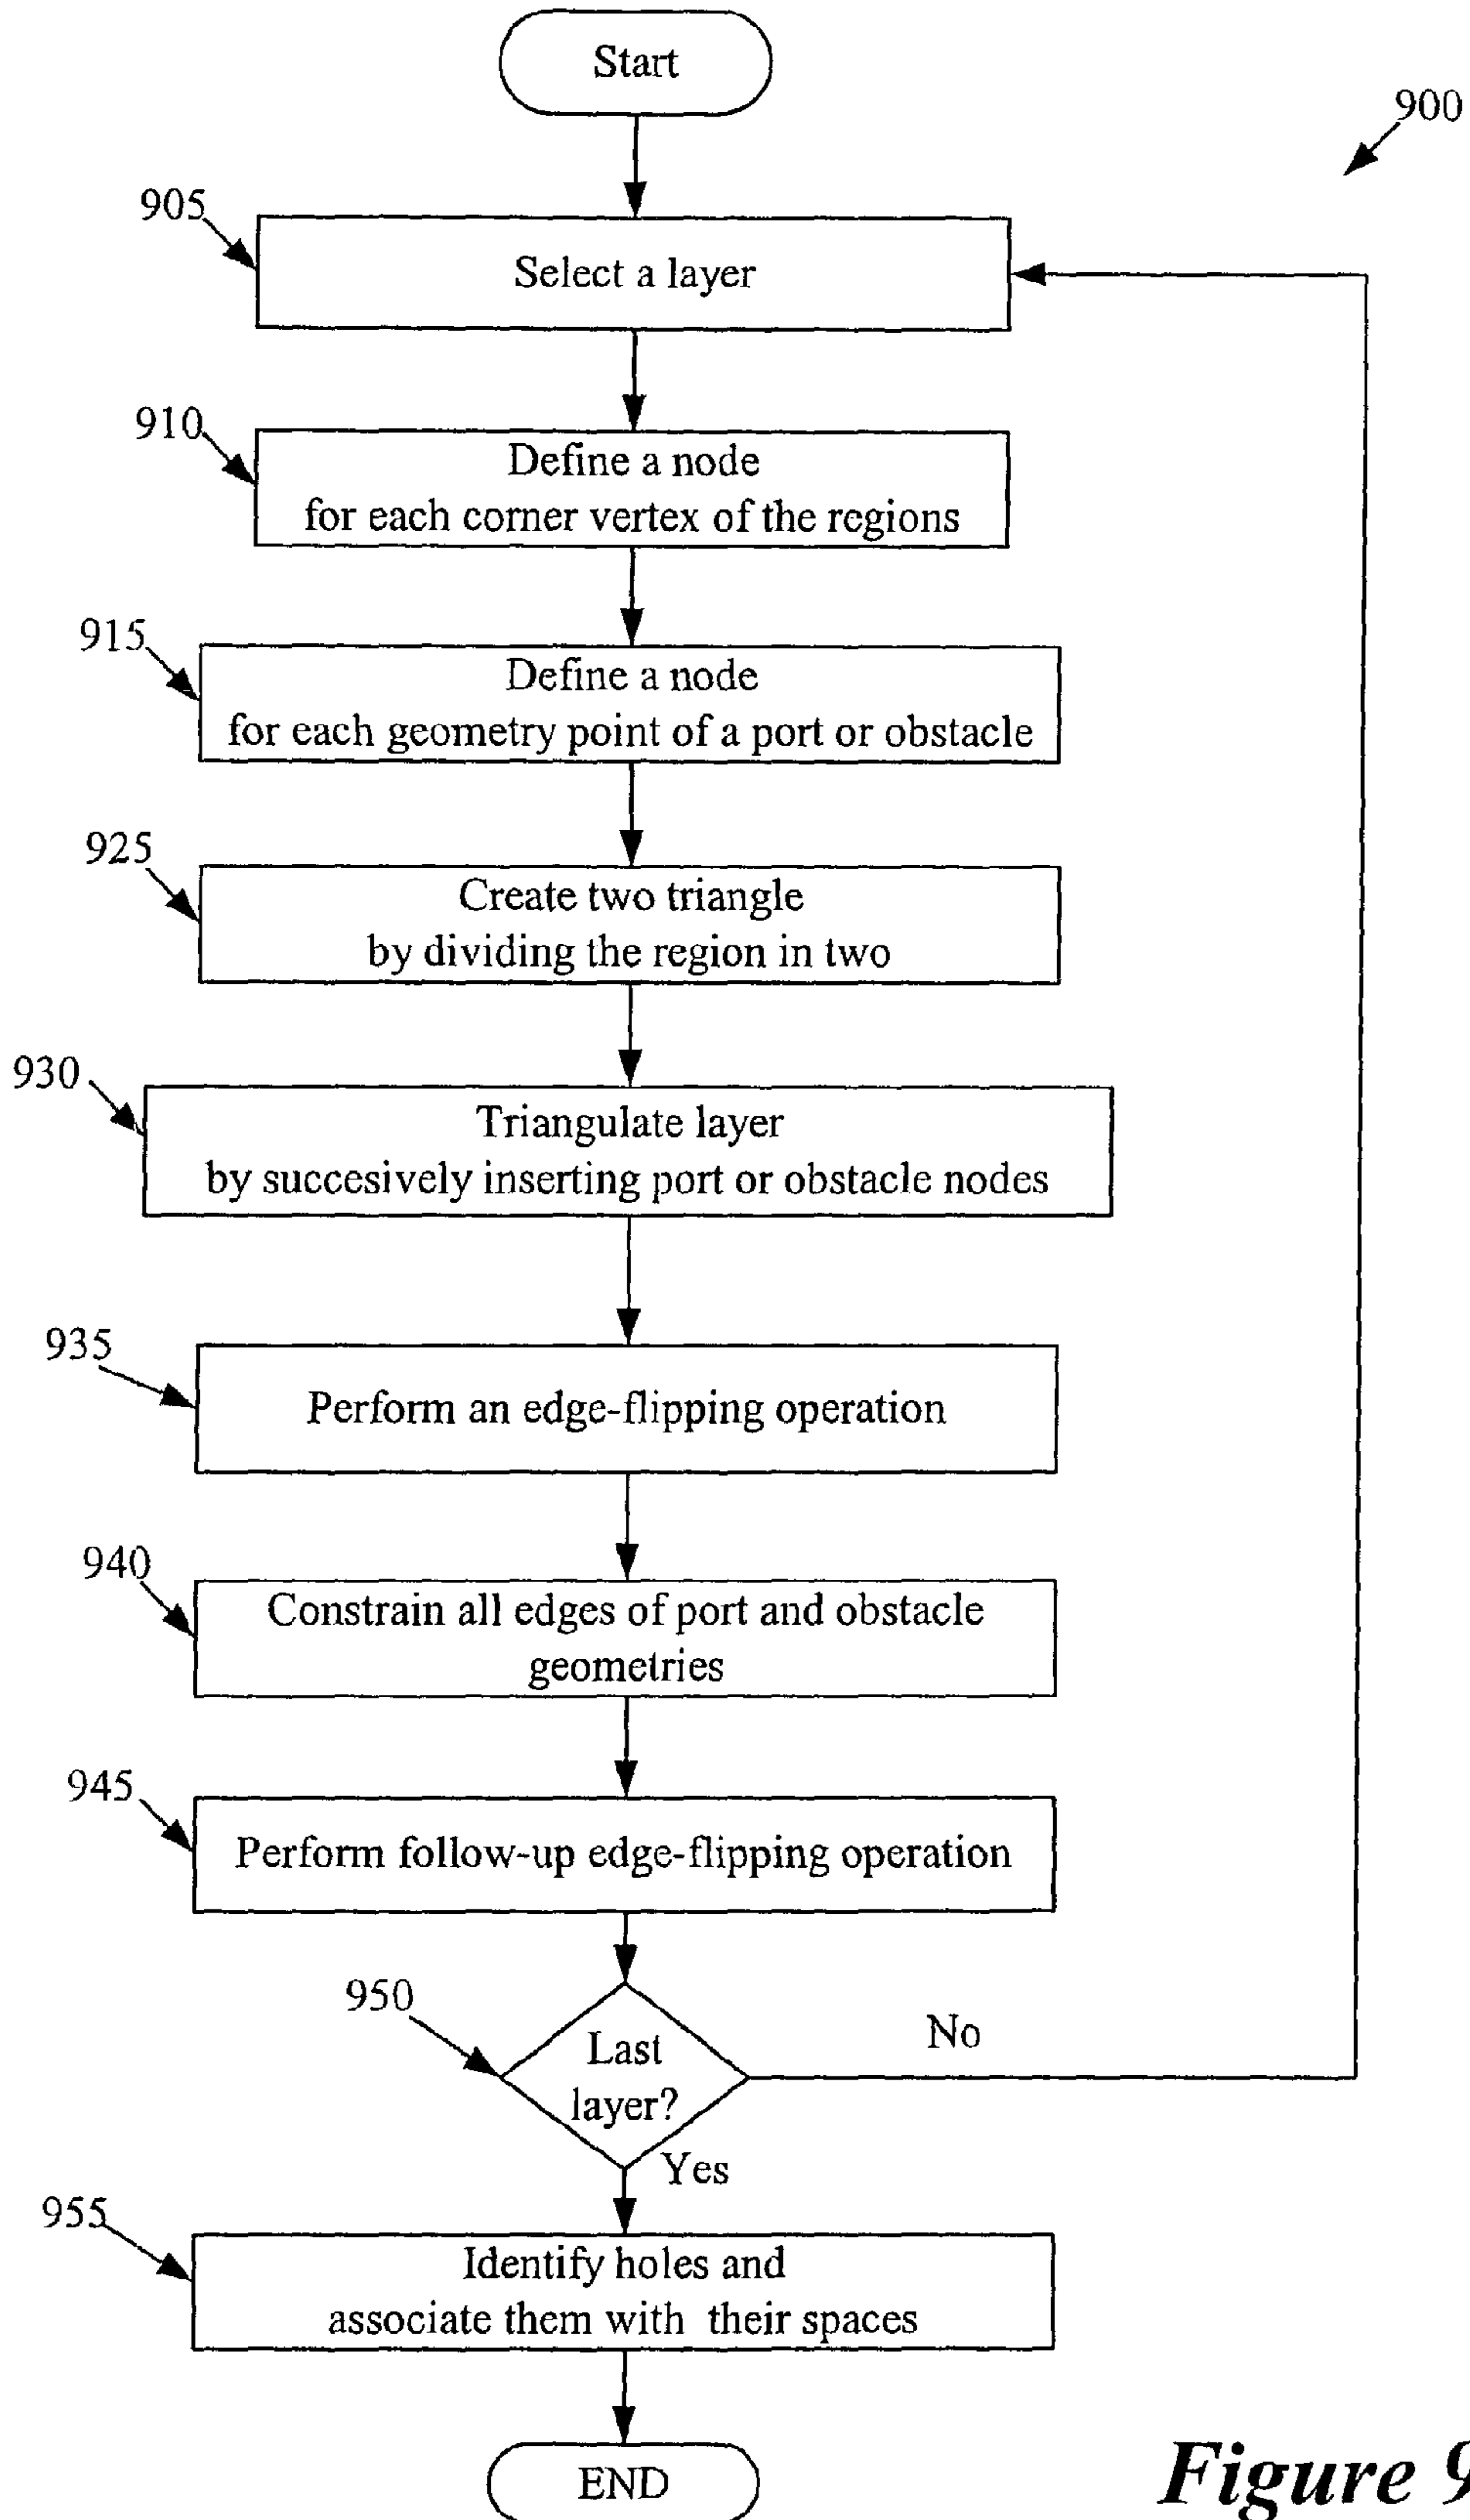 Start
900
905
Select a layer
910
Define a node
for each corner vertex of the regions
915
Define a node
for each geometry point of a port or obstacle
925
Create two triangle
by dividing the region in two
930
Triangulate layer
by succesively inserting port or obstacle nodes
935
Perform an edge-flipping operation
940
Constrain all edges of port and obstacle
geometries
945
Perform follow-up edge-flipping operation
950
Last
layer?
No
Yes
955
Identify holes and
associate them with their spaces
END
Figure 9